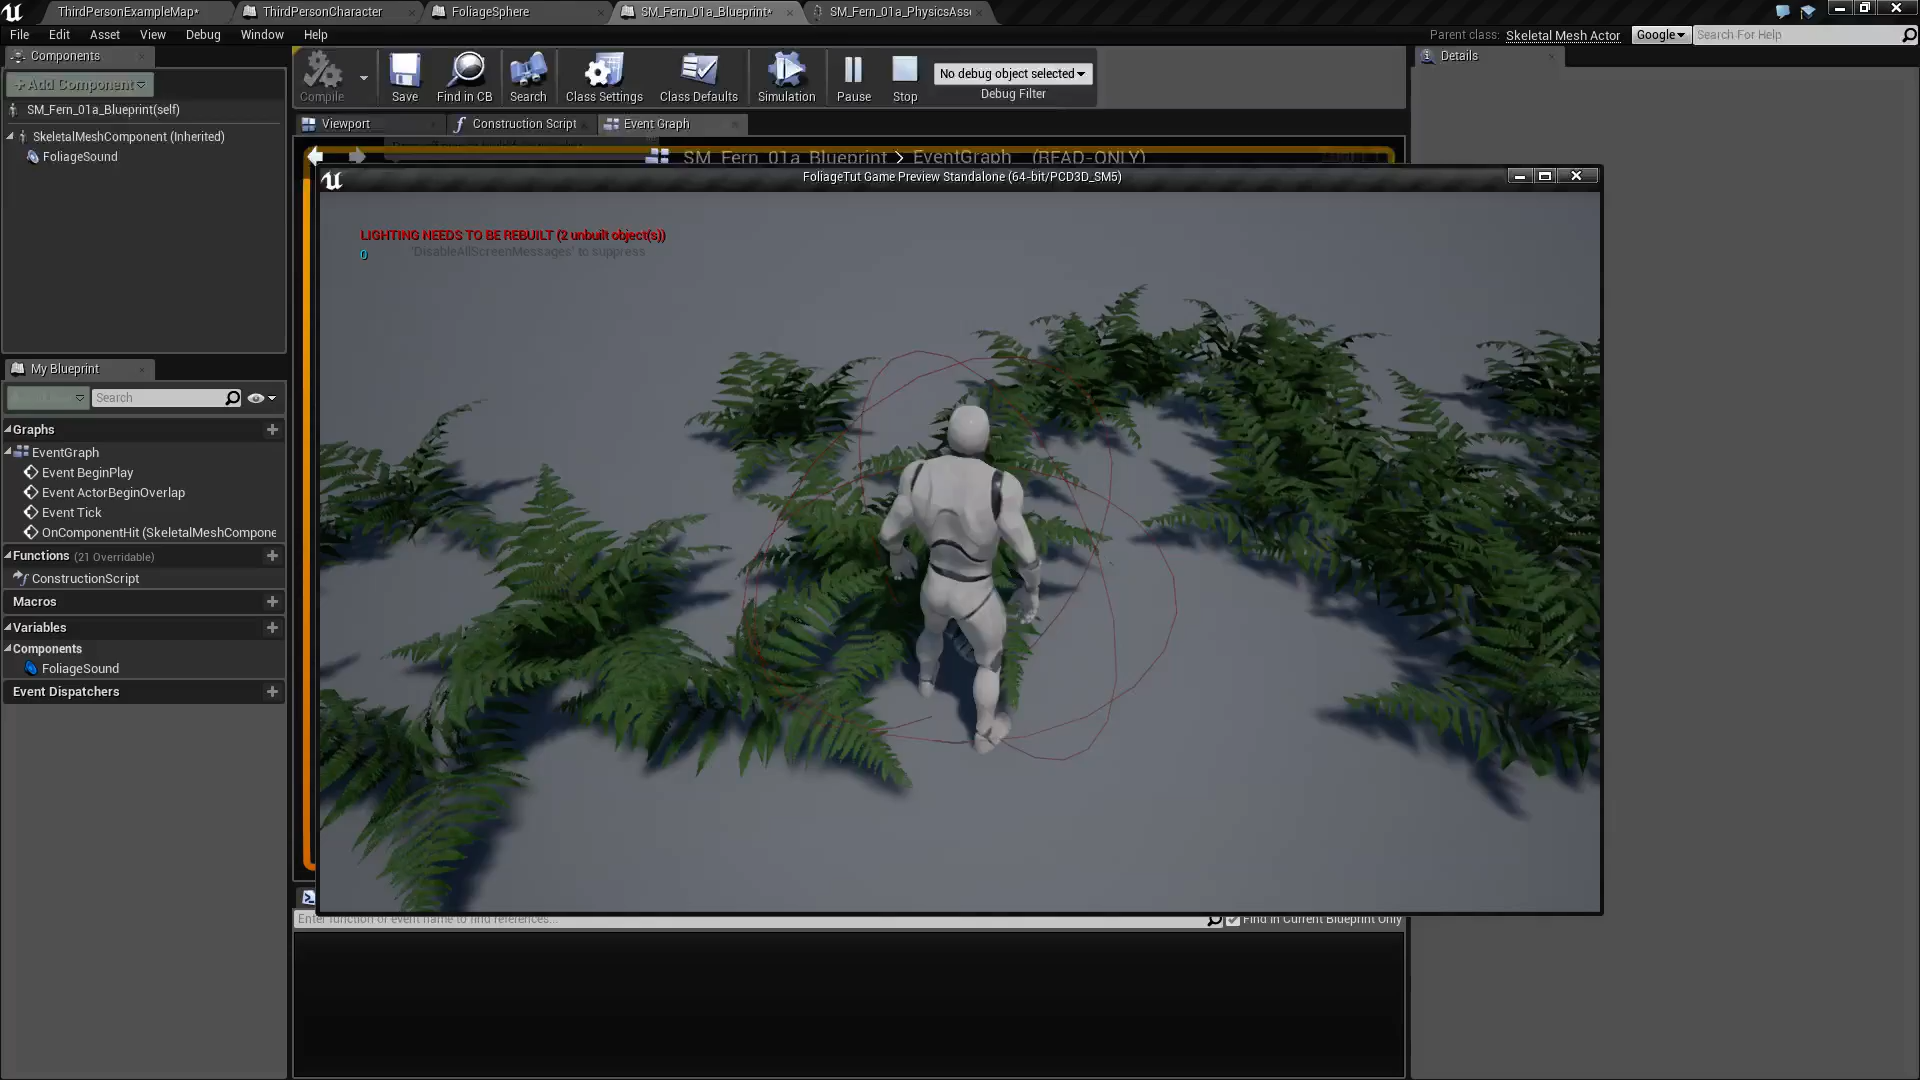 ThirdPersonExampleMap*
ThirdPersonCharacter
FoliageSphere
SM_Fern_01a_Blueprint*
SM_Fern_01a_PhysicsAss
File Edit Asset View Debug Window Help
Parent class: Skeletal Mesh Actor
Google
Search For Help
Components
Add Component
SM_Fern_01a_Blueprint(self)
SkeletalMeshComponent (Inherited)
FoliageSound
Compile
Save
Find in CB
Search
Class Settings
Class Defaults
Simulation
Pause
Stop
No debug object selected
Debug Filter
Details
Viewport
Construction Script
Event Graph
SM_Fern_01a_Blueprint > EventGraph (READ-ONLY)
FoliageTut Game Preview Standalone (64-bit/PCD3D_SM5)
LIGHTING NEEDS TO BE REBUILT (2 unbuilt object(s))
0
'DisableAllScreenMessages' to suppress
My Blueprint
Search
Graphs
EventGraph
Event BeginPlay
Event ActorBeginOverlap
Event Tick
OnComponentHit (SkeletalMeshCompone
Functions (21 Overridable)
ConstructionScript
Macros
Variables
Components
FoliageSound
Event Dispatchers
Enter function or event name to find references...
Find in Current Blueprint Only